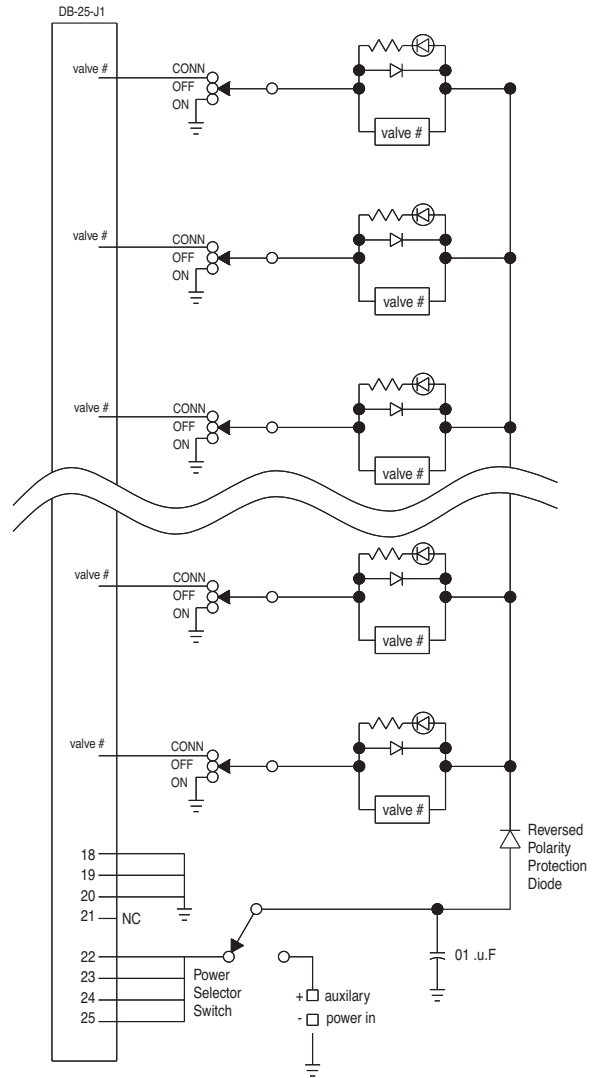 DB-25-J1
valve #
CONN
OFF
ON
valve #
valve #
CONN
OFF
ON
valve #
valve #
CONN
OFF
ON
valve #
valve #
CONN
OFF
ON
valve #
valve #
CONN
OFF
ON
valve #
Reversed
Polarity
Protection
Diode
18
19
20
21
NC
22
23
24
25
Power
Selector
Switch
+ auxilary
- power in
01 .u.F